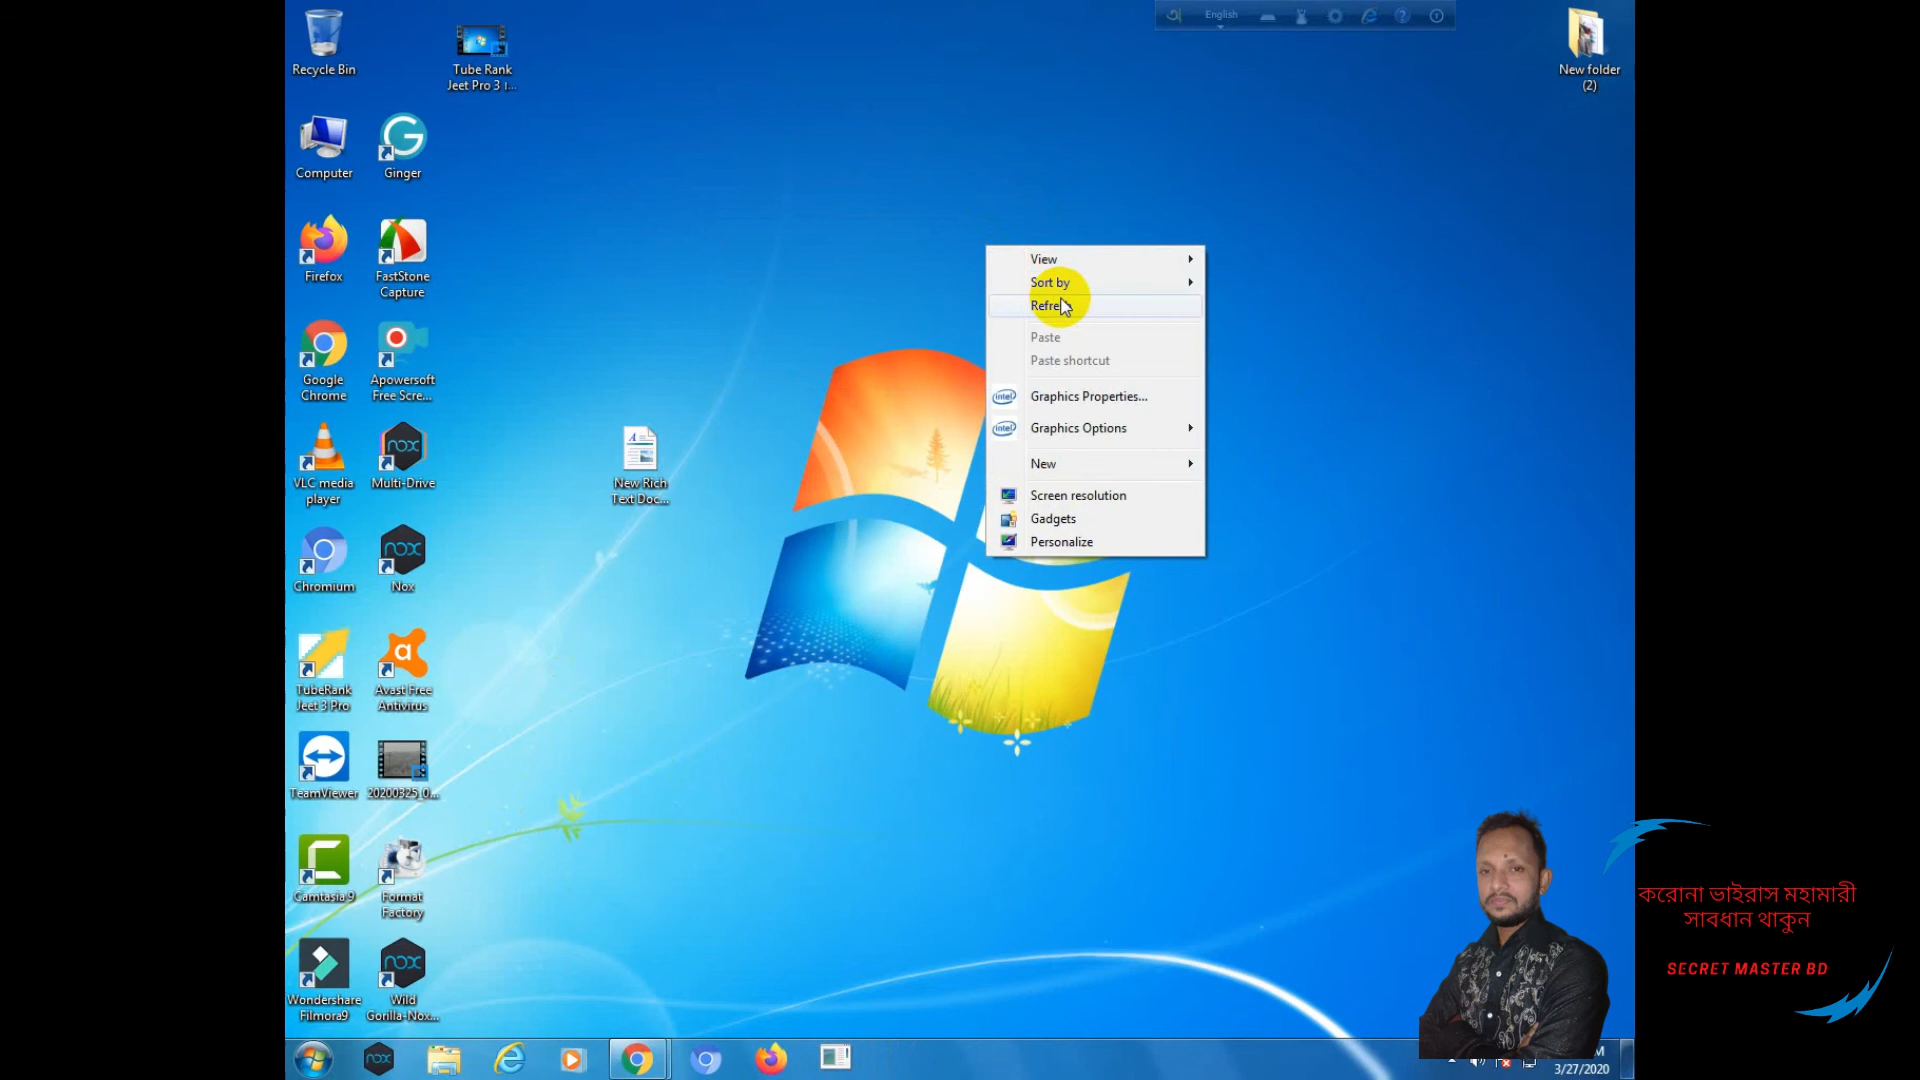 Recycle Bin
Tube Rank
Jeet Pro 3 ।...
English
New folder
(2)
Computer
Ginger
Firefox
FastStone
Capture
Google
Chrome
Apowersoft
Free Scre...
VLC media
player
Multi-Drive
New Rich
Text Doc...
Chromium
Nox
TubeRank
Jeet 3 Pro
Avast Free
Antivirus
TeamViewer
20200325_0...
Camtasia 9
Format
Factory
Wondershare
Filmora9
Wild
Gorilla-Nox...
View
Sort by
Paste
Paste shortcut
intel
Graphics Properties...
intel
Graphics Options
New
Screen resolution
Gadgets
Personalize
করোনা ভাইরাস মহামারী
সাবধান থাকুন
SECRET MASTER BD
3/27/2020